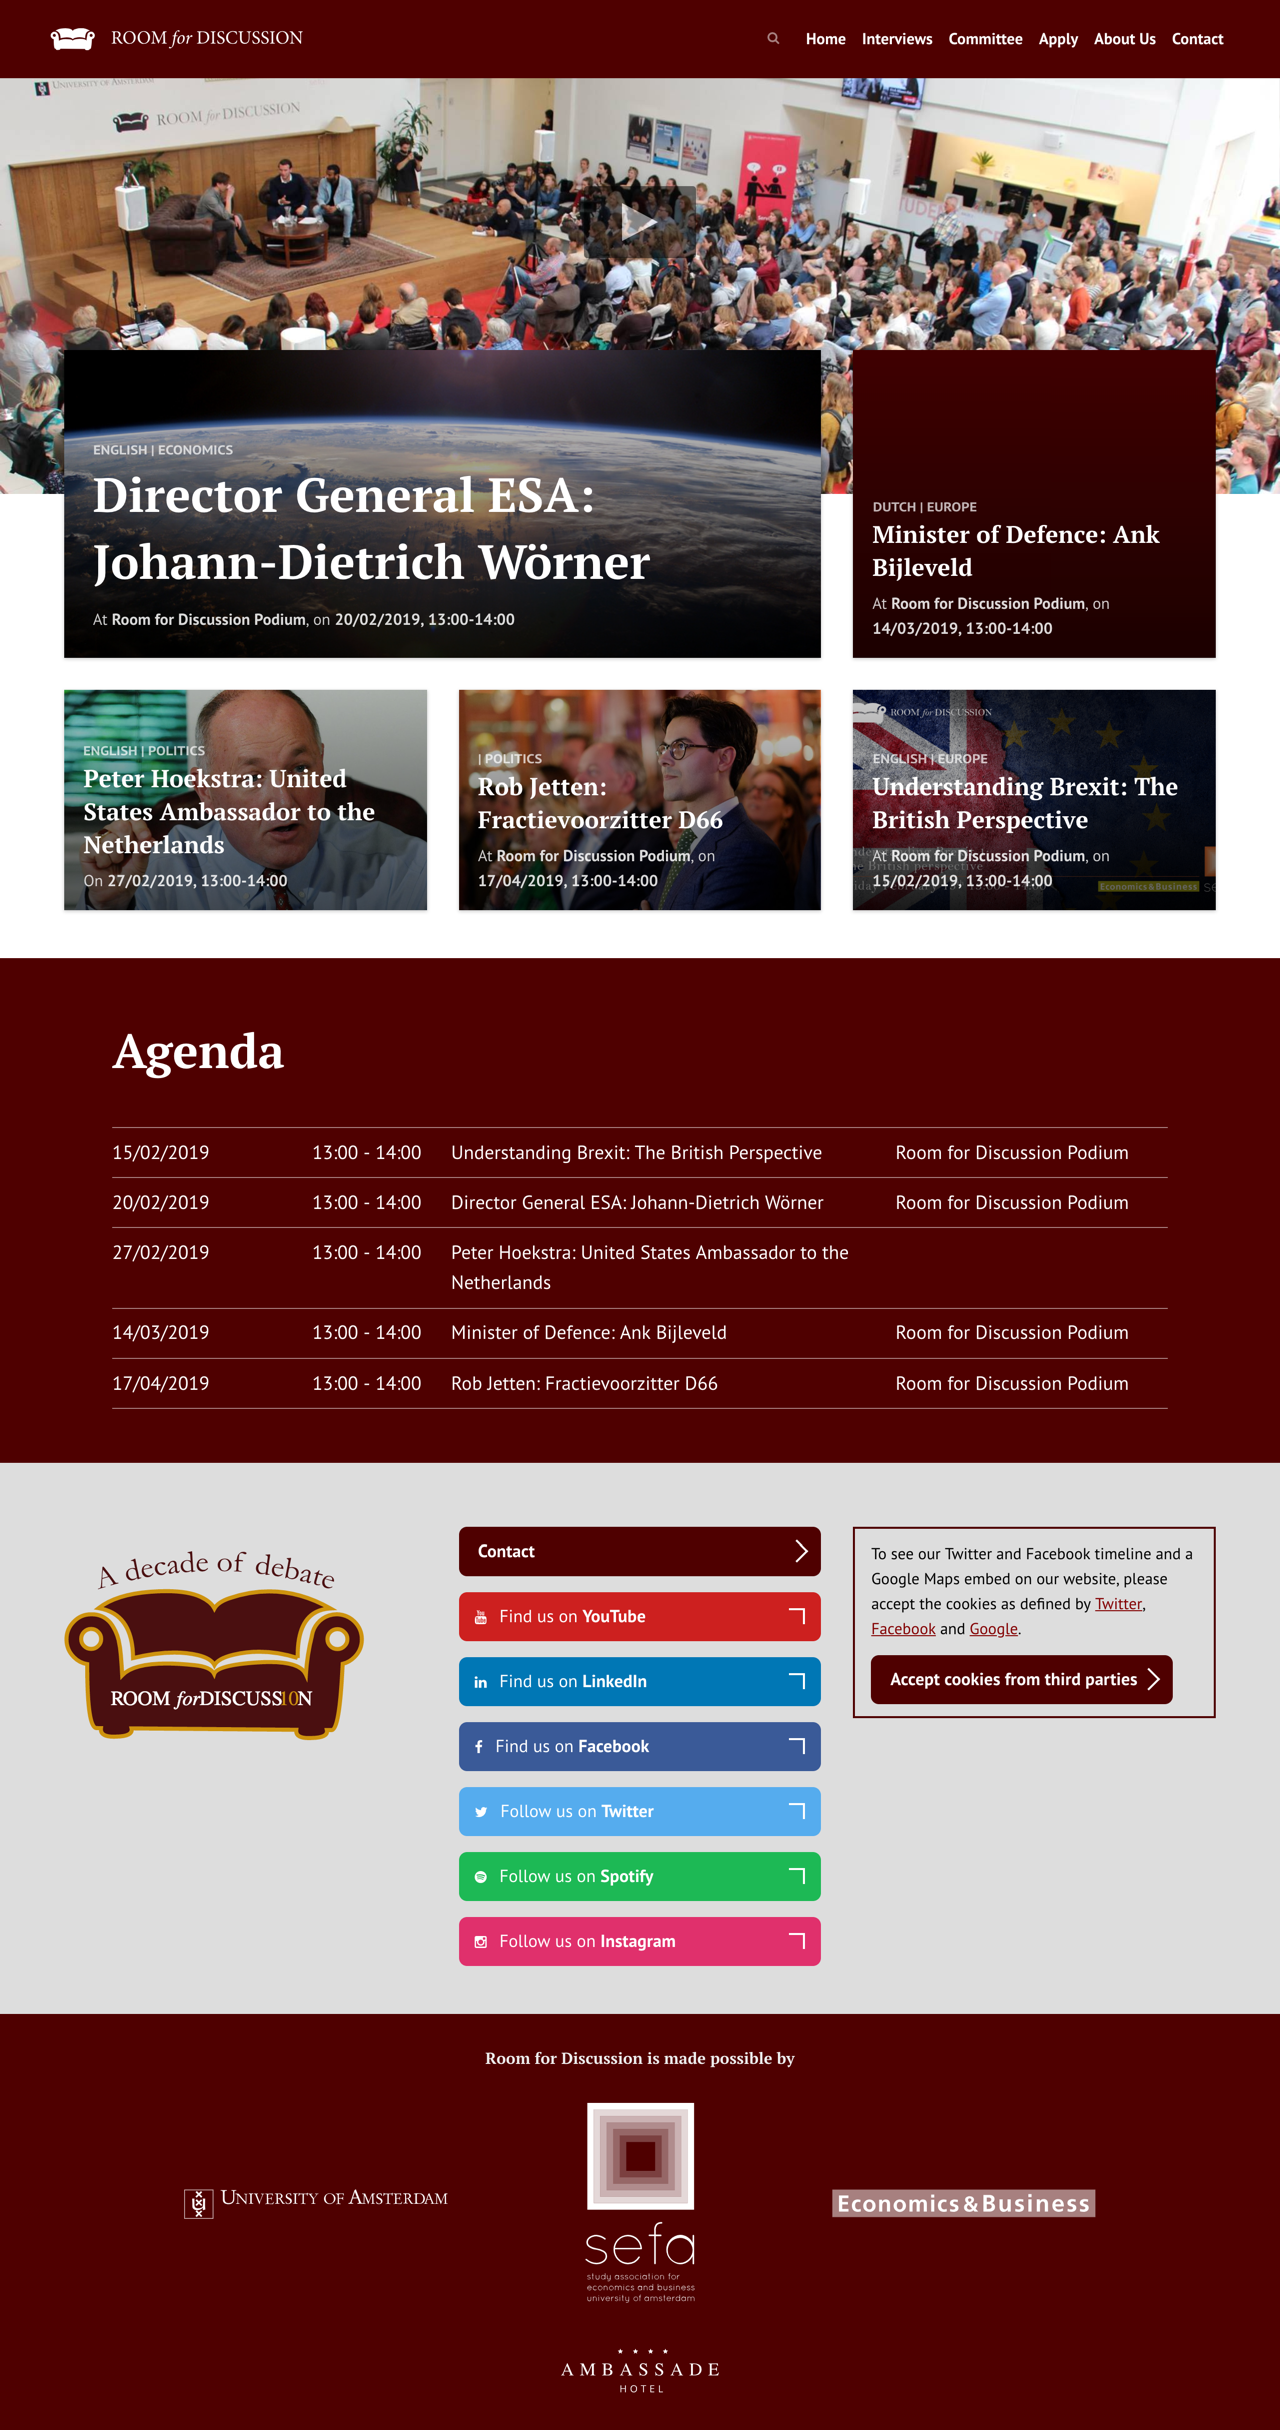 ROOM for DISCUSSION
Home Interviews Committee Apply About Us Contact
UNIVERSITY OF AMSTERDAM
ROOM for DISCUSSION
ENGLISH | ECONOMICS
Director General ESA:
Johann-Dietrich Wörner
At Room for Discussion Podium, on 20/02/2019, 13:00-14:00
DUTCH | EUROPE
Minister of Defence: Ank
Bijleveld
At Room for Discussion Podium, on
14/03/2019, 13:00-14:00
ENGLISH | POLITICS
Peter Hoekstra: United
States Ambassador to the
Netherlands
On 27/02/2019, 13:00-14:00
| POLITICS
Rob Jetten:
Fractievoorzitter D66
At Room for Discussion Podium, on
17/04/2019, 13:00-14:00
ROOM for DISCUSSION
ENGLISH | EUROPE
Understanding Brexit: The
British Perspective
At Room for Discussion Podium, on
15/02/2019, 13:00-14:00
Economics & Business
Agenda
15/02/2019 13:00 - 14:00 Understanding Brexit: The British Perspective Room for Discussion Podium
20/02/2019 13:00 - 14:00 Director General ESA: Johann-Dietrich Wörner Room for Discussion Podium
27/02/2019 13:00 - 14:00 Peter Hoekstra: United States Ambassador to the
Netherlands
14/03/2019 13:00 - 14:00 Minister of Defence: Ank Bijleveld Room for Discussion Podium
17/04/2019 13:00 - 14:00 Rob Jetten: Fractievoorzitter D66 Room for Discussion Podium
A decade of debate
ROOM for DISCUSS10N
Contact
Find us on YouTube
Find us on LinkedIn
Find us on Facebook
Follow us on Twitter
Follow us on Spotify
Follow us on Instagram
To see our Twitter and Facebook timeline and a
Google Maps embed on our website, please
accept the cookies as defined by Twitter,
Facebook and Google.
Accept cookies from third parties
Room for Discussion is made possible by
UNIVERSITY OF AMSTERDAM
sefa
study association for
economics and business
university of amsterdam
Economics & Business
AMBASSADE
HOTEL